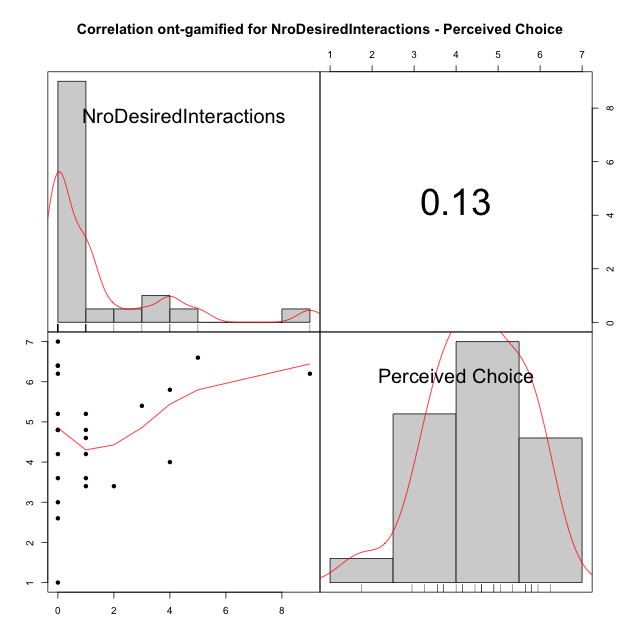 Correlation ont-gamified for NroDesiredInteractions - Perceived Choice
1 2 3 4 5 6 7
NroDesiredInteractions
0.13
8
6
4
2
0
7
6
5
4
3
2
1
Perceived Choice
0 2 4 6 8